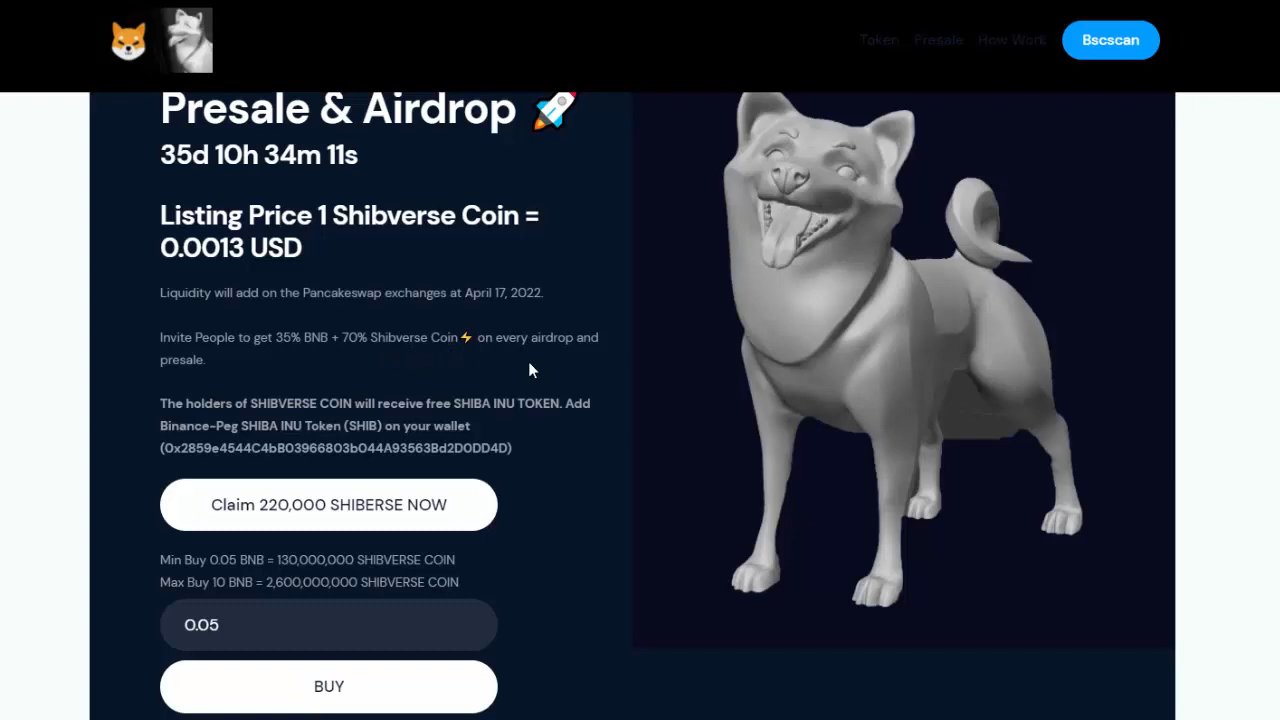 Token Presale How Work Bscscan
Presale & Airdrop 🚀
35d 10h 34m 11s
Listing Price 1 Shibverse Coin =
0.0013 USD
Liquidity will add on the Pancakeswap exchanges at April 17, 2022.
Invite People to get 35% BNB + 70% Shibverse Coin⚡ on every airdrop and
presale.
The holders of SHIBVERSE COIN will receive free SHIBA INU TOKEN. Add
Binance-Peg SHIBA INU Token (SHIB) on your wallet
(0x2859e4544C4bB03966803b044A93563Bd2D0DD4D)
Claim 220,000 SHIBERSE NOW
Min Buy 0.05 BNB = 130,000,000 SHIBVERSE COIN
Max Buy 10 BNB = 2,600,000,000 SHIBVERSE COIN
0.05
BUY